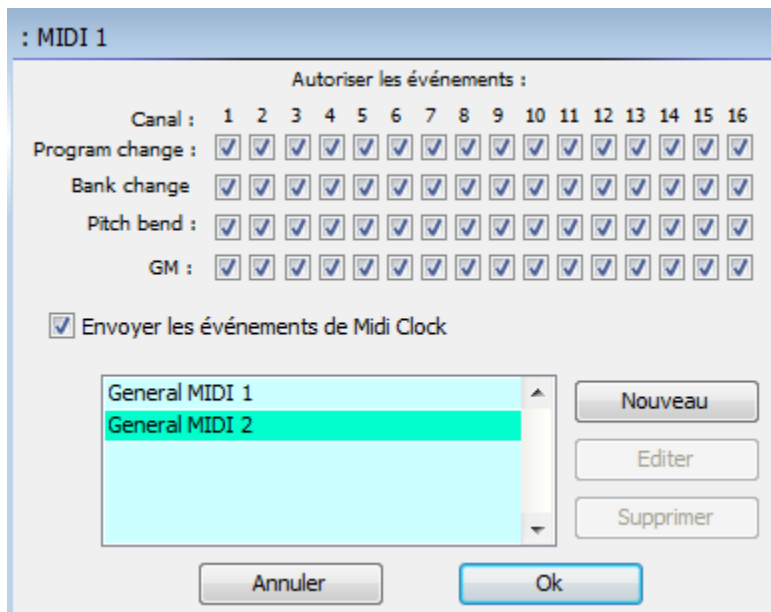 : MIDI 1
Autoriser les événements :
Canal : 1 2 3 4 5 6 7 8 9 10 11 12 13 14 15 16
Program change :
Bank change
Pitch bend :
GM :
Envoyer les événements de Midi Clock
General MIDI 1
General MIDI 2
Nouveau
Editer
Supprimer
Annuler
Ok